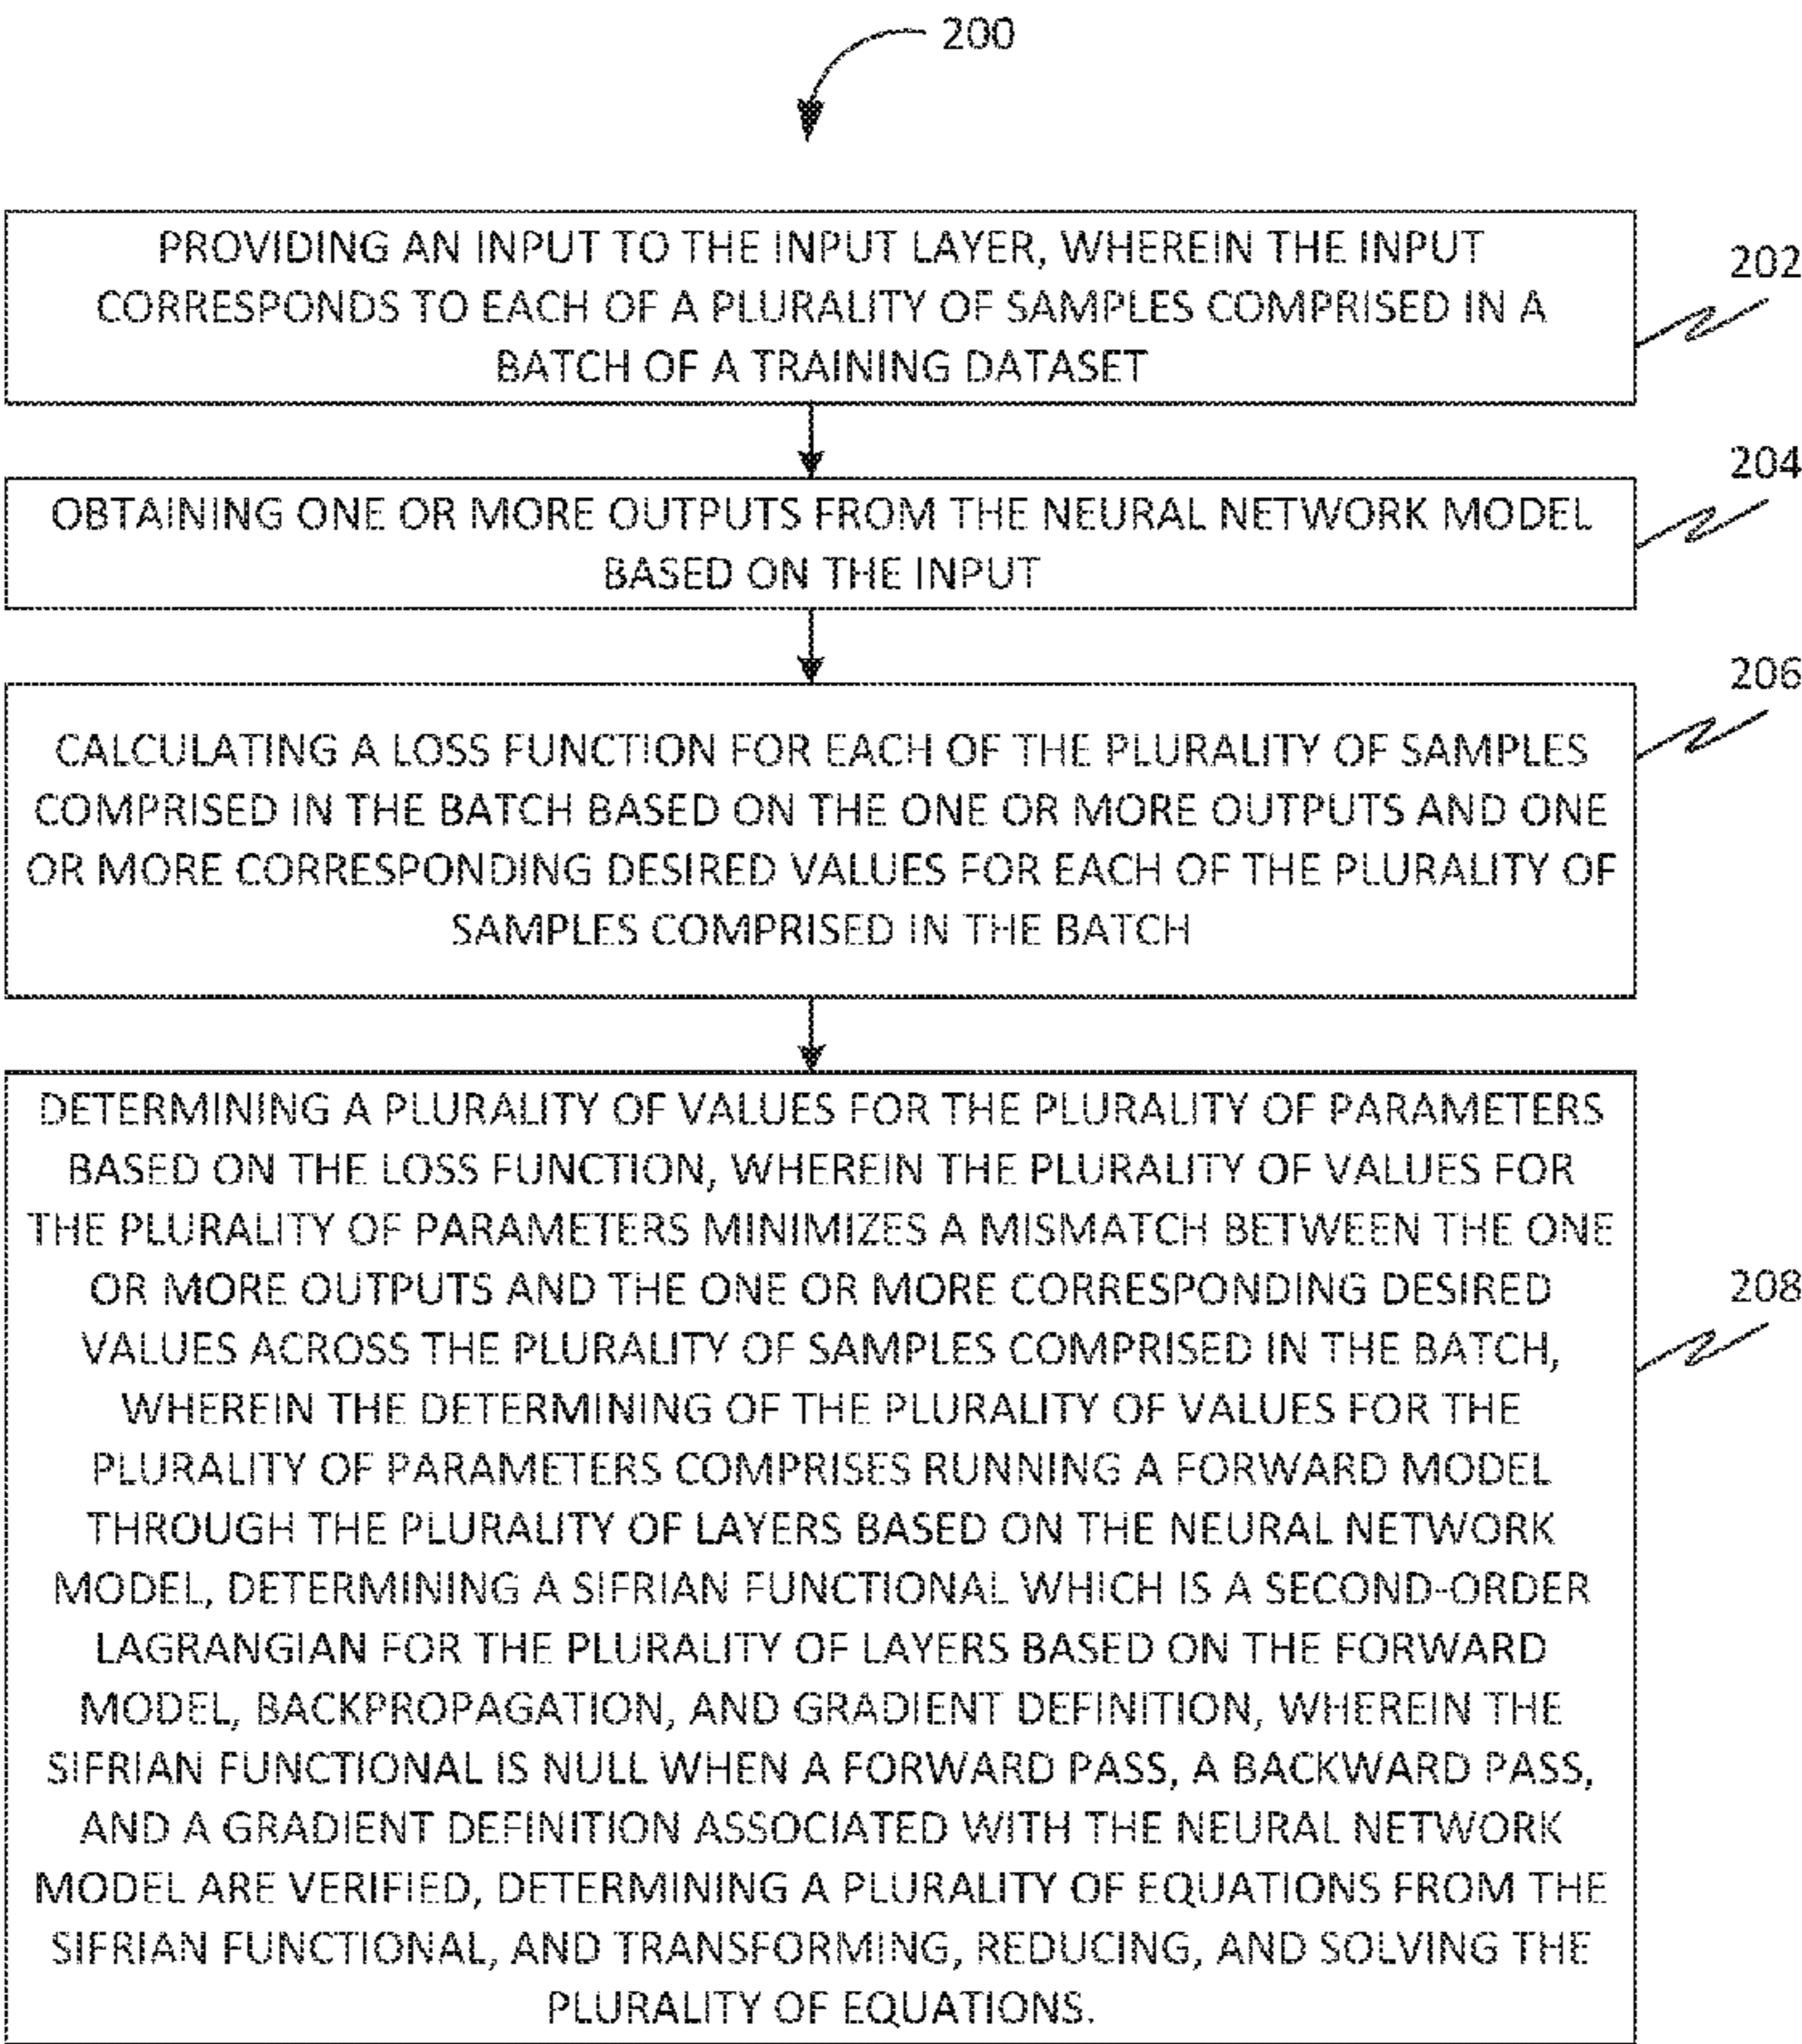 200
PROVIDING AN INPUT TO THE INPUT LAYER, WHEREIN THE INPUT
CORRESPONDS TO EACH OF A PLURALITY OF SAMPLES COMPRISED IN A
BATCH OF A TRAINING DATASET
202
OBTAINING ONE OR MORE OUTPUTS FROM THE NEURAL NETWORK MODEL
BASED ON THE INPUT
204
CALCULATING A LOSS FUNCTION FOR EACH OF THE PLURALITY OF SAMPLES
COMPRISED IN THE BATCH BASED ON THE ONE OR MORE OUTPUTS AND ONE
OR MORE CORRESPONDING DESIRED VALUES FOR EACH OF THE PLURALITY OF
SAMPLES COMPRISED IN THE BATCH
206
DETERMINING A PLURALITY OF VALUES FOR THE PLURALITY OF PARAMETERS
BASED ON THE LOSS FUNCTION, WHEREIN THE PLURALITY OF VALUES FOR
THE PLURALITY OF PARAMETERS MINIMIZES A MISMATCH BETWEEN THE ONE
OR MORE OUTPUTS AND THE ONE OR MORE CORRESPONDING DESIRED
VALUES ACROSS THE PLURALITY OF SAMPLES COMPRISED IN THE BATCH,
WHEREIN THE DETERMINING OF THE PLURALITY OF VALUES FOR THE
PLURALITY OF PARAMETERS COMPRISES RUNNING A FORWARD MODEL
THROUGH THE PLURALITY OF LAYERS BASED ON THE NEURAL NETWORK
MODEL, DETERMINING A SIFRIAN FUNCTIONAL WHICH IS A SECOND-ORDER
LAGRANGIAN FOR THE PLURALITY OF LAYERS BASED ON THE FORWARD
MODEL, BACKPROPAGATION, AND GRADIENT DEFINITION, WHEREIN THE
SIFRIAN FUNCTIONAL IS NULL WHEN A FORWARD PASS, A BACKWARD PASS,
AND A GRADIENT DEFINITION ASSOCIATED WITH THE NEURAL NETWORK
MODEL ARE VERIFIED, DETERMINING A PLURALITY OF EQUATIONS FROM THE
SIFRIAN FUNCTIONAL, AND TRANSFORMING, REDUCING, AND SOLVING THE
PLURALITY OF EQUATIONS.
208